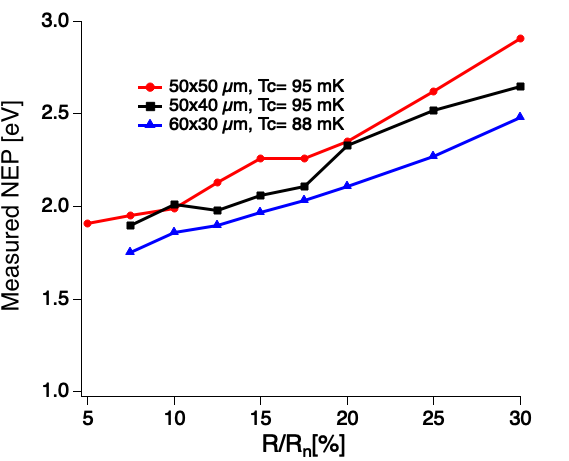 3.0
2.5
2.0
1.5
1.0
Measured NEP [eV]
50x50 µm, Tc= 95 mK
50x40 µm, Tc= 95 mK
60x30 µm, Tc= 88 mK
5 10 15 20 25 30
R/Rn[%]